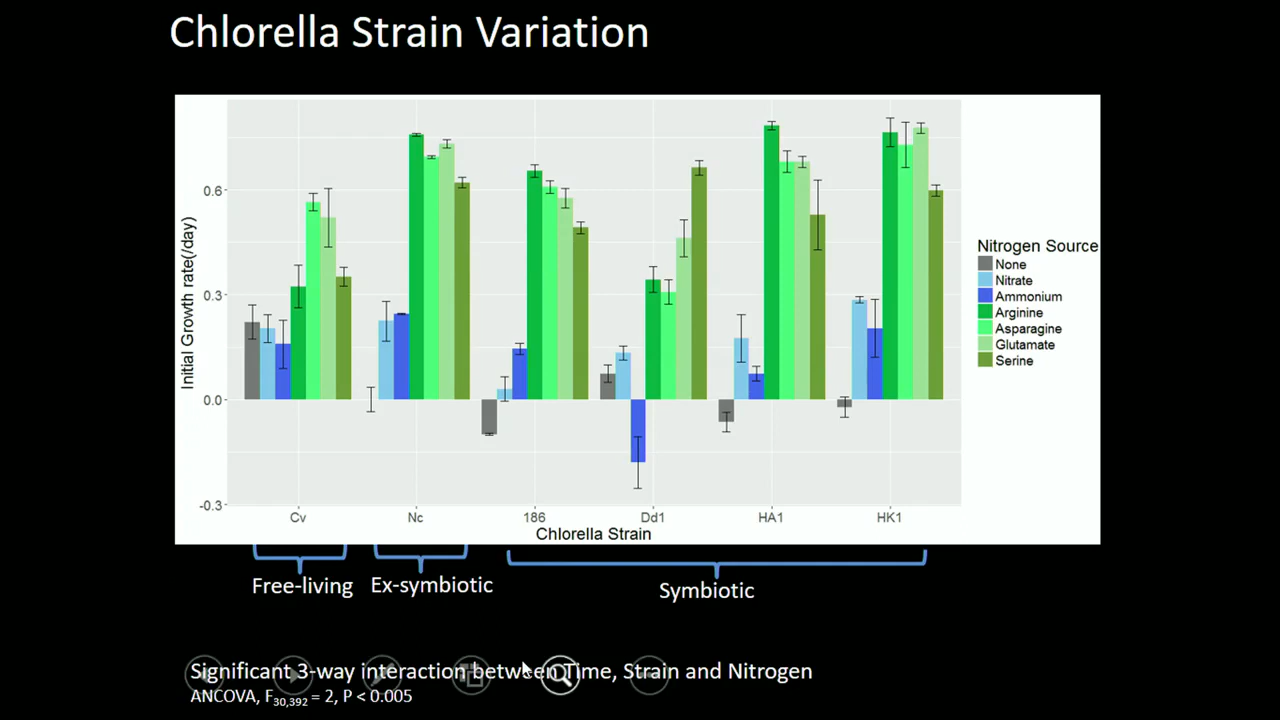 Chlorella Strain Variation
Initial Growth rate(/day)
0.6
0.3
0.0
-0.3
Cv Nc 186 Dd1 HA1 HK1
Chlorella Strain
Nitrogen Source
None
Nitrate
Ammonium
Arginine
Asparagine
Glutamate
Serine
Free-living Ex-symbiotic Symbiotic
Significant 3-way interaction between Time, Strain and Nitrogen
ANCOVA, F30,392 = 2, P < 0.005